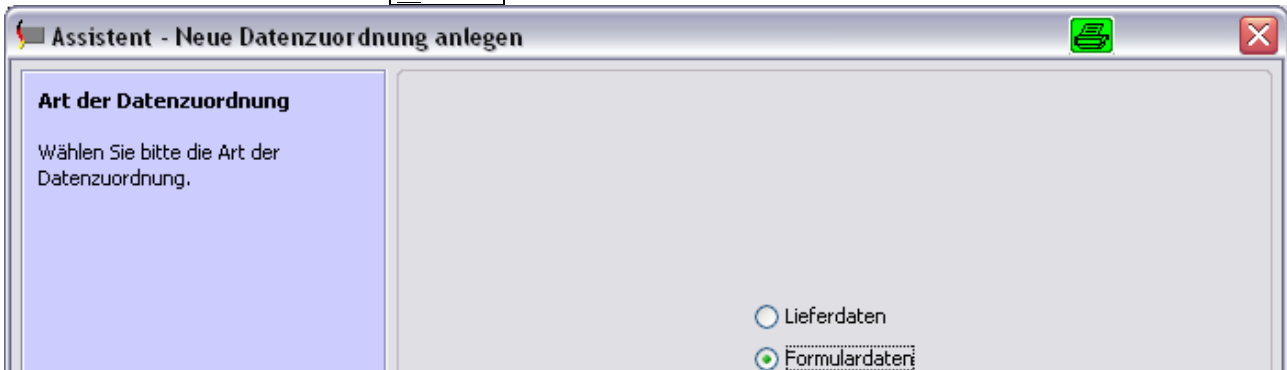 Assistent - Neue Datenzuordnung anlegen
Art der Datenzuordnung
Wählen Sie bitte die Art der
Datenzuordnung.
Lieferdaten
Formulardaten